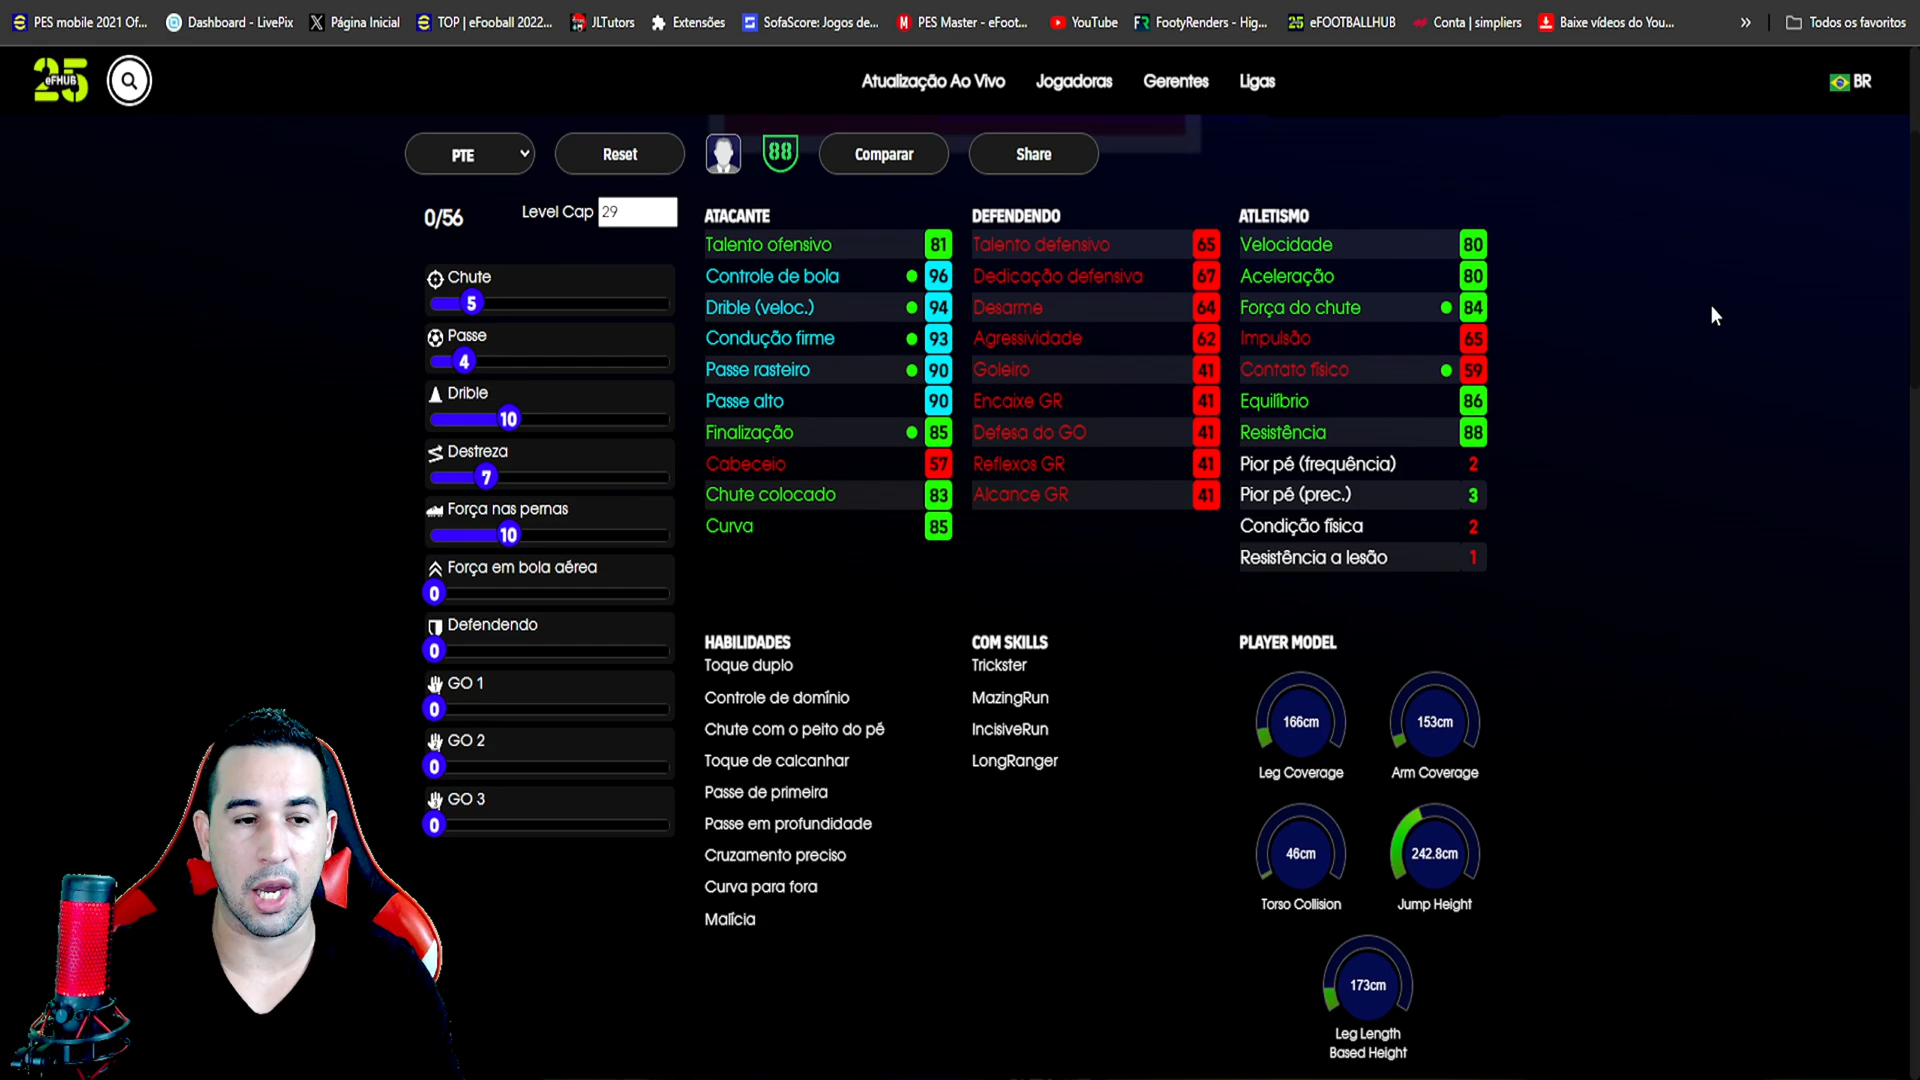 PES mobile 2021 Of...
Dashboard - LivePix
Página Inicial
TOP | eFooball 2022...
JLTutors
Extensões
SofaScore: Jogos de...
PES Master - eFoot...
YouTube
FootyRenders - Hig...
eFOOTBALLHUB
Conta | simpliers
Baixe vídeos do You...
»
Todos os favoritos
25
eFHUB
Atualização Ao Vivo
Jogadoras
Gerentes
Ligas
BR
PTE
Reset
88
Comparar
Share
0/56
Level Cap 29
Chute
5
Passe
4
Drible
10
Destreza
7
Força nas pernas
10
Força em bola aérea
0
Defendendo
0
GO 1
0
GO 2
0
GO 3
0
ATACANTE
Talento ofensivo 81
Controle de bola 96
Drible (veloc.) 94
Condução firme 93
Passe rasteiro 90
Passe alto 90
Finalização 85
Cabeceio 57
Chute colocado 83
Curva 85
DEFENDENDO
Talento defensivo 65
Dedicação defensiva 67
Desarme 64
Agressividade 62
Goleiro 41
Encaixe GR 41
Defesa do GO 41
Reflexos GR 41
Alcance GR 41
ATLETISMO
Velocidade 80
Aceleração 80
Força do chute 84
Impulsão 65
Contato físico 59
Equilíbrio 86
Resistência 88
Pior pé (frequência) 2
Pior pé (prec.) 3
Condição física 2
Resistência a lesão 1
HABILIDADES
Toque duplo
Controle de domínio
Chute com o peito do pé
Toque de calcanhar
Passe de primeira
Passe em profundidade
Cruzamento preciso
Curva para fora
Malícia
COM SKILLS
Trickster
MazingRun
IncisiveRun
LongRanger
PLAYER MODEL
166cm
Leg Coverage
153cm
Arm Coverage
46cm
Torso Collision
242.8cm
Jump Height
173cm
Leg Length
Based Height